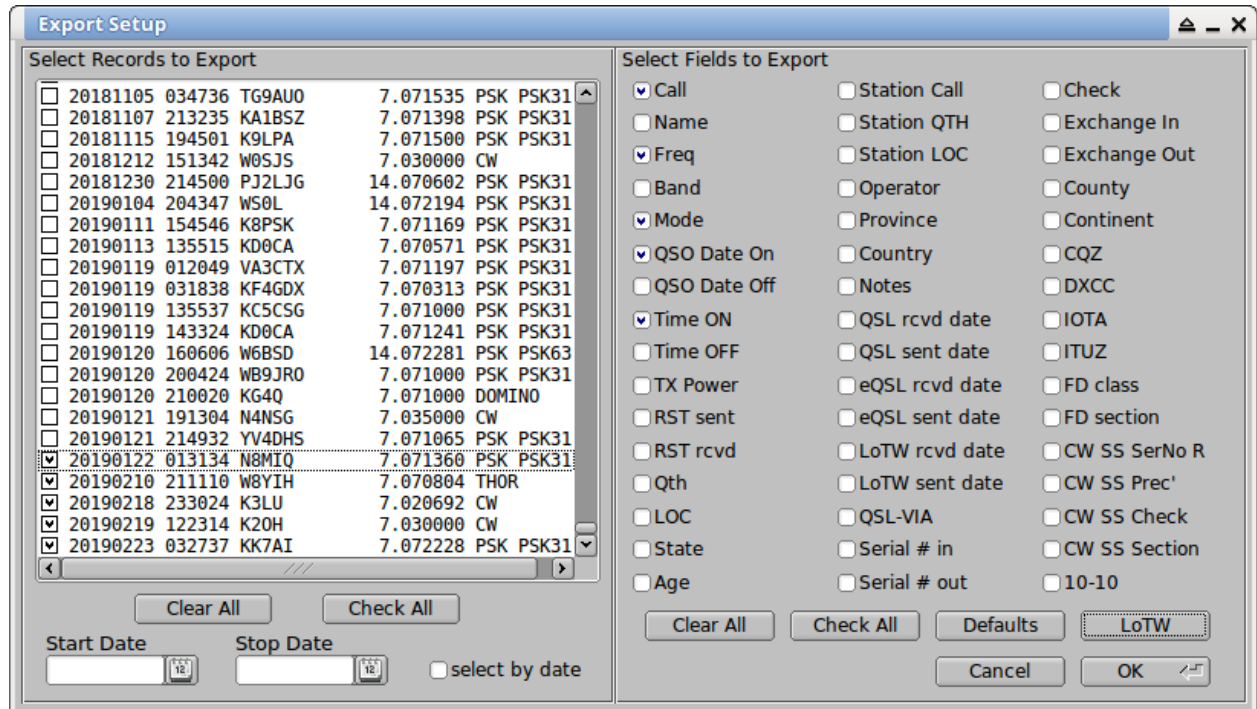 Export Setup
Select Records to Export
20181105 034736 TG9AUO 7.071535 PSK PSK31
20181107 213235 KA1BSZ 7.071398 PSK PSK31
20181115 194501 K9LPA 7.071500 PSK PSK31
20181212 151342 W0SJS 7.030000 CW
20181230 214500 PJ2LJG 14.070602 PSK PSK31
20190104 204347 WS0L 14.072194 PSK PSK31
20190111 154546 K8PSK 7.071169 PSK PSK31
20190113 135515 KD0CA 7.070571 PSK PSK31
20190119 012049 VA3CTX 7.071197 PSK PSK31
20190119 031838 KF4GDX 7.070313 PSK PSK31
20190119 135537 KC5CSG 7.071000 PSK PSK31
20190119 143324 KD0CA 7.071241 PSK PSK31
20190120 160606 W6BSD 14.072281 PSK PSK63
20190120 200424 WB9JRO 7.071000 PSK PSK31
20190120 210020 KG4Q 7.071000 DOMINO
20190121 191304 N4NSG 7.035000 CW
20190121 214932 YV4DHS 7.071065 PSK PSK31
20190122 013134 N8MIQ 7.071360 PSK PSK31
20190210 211110 W8YIH 7.070804 THOR
20190218 233024 K3LU 7.020692 CW
20190219 122314 K2OH 7.030000 CW
20190223 032737 KK7AI 7.072228 PSK PSK31
Clear All Check All
Start Date Stop Date
12 12 select by date
Select Fields to Export
Call Station Call Check
Name Station QTH Exchange In
Freq Station LOC Exchange Out
Band Operator County
Mode Province Continent
QSO Date On Country CQZ
QSO Date Off Notes DXCC
Time ON QSL rcvd date IOTA
Time OFF QSL sent date ITUZ
TX Power eQSL rcvd date FD class
RST sent eQSL sent date FD section
RST rcvd LoTW rcvd date CW SS SerNo R
Qth LoTW sent date CW SS Prec'
LOC QSL-VIA CW SS Check
State Serial # in CW SS Section
Age Serial # out 10-10
Clear All Check All Defaults LoTW
Cancel OK